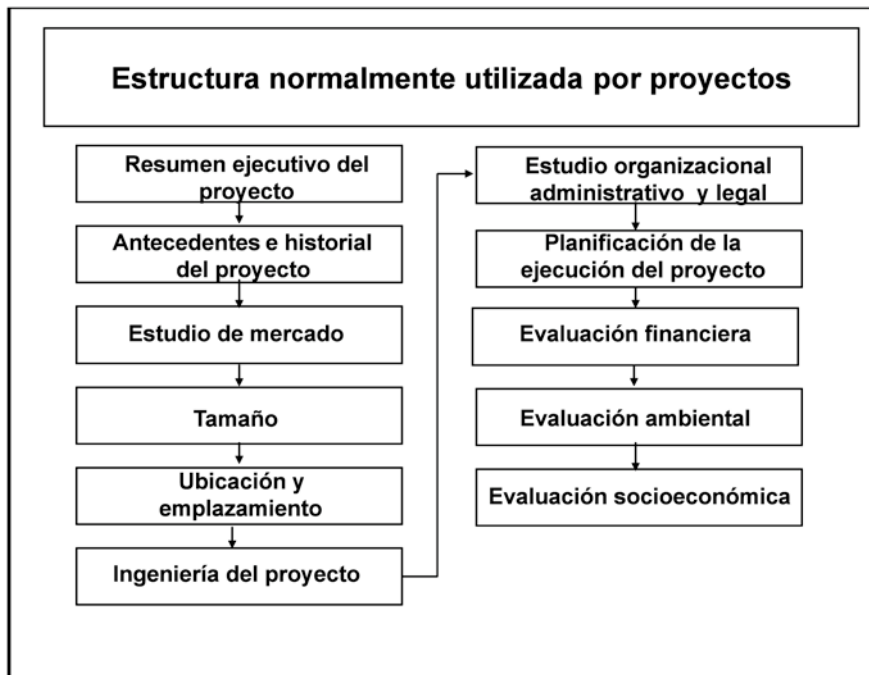 Estructura normalmente utilizada por proyectos
Resumen ejecutivo del
proyecto
Antecedentes e historial
del proyecto
Estudio de mercado
Tamaño
Ubicación y
emplazamiento
Ingeniería del proyecto
Estudio organizacional
administrativo y legal
Planificación de la
ejecución del proyecto
Evaluación financiera
Evaluación ambiental
Evaluación socioeconómica